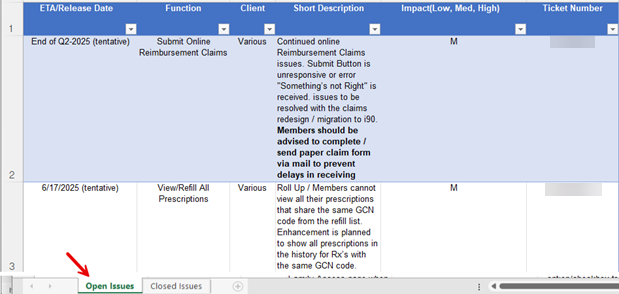 ETA/Release Date Function Client Short Description Impact(Low, Med, High) Ticket Number
1
End of Q2-2025 (tentative) Submit Online Various Continued online M
Reimbursement Claims Reimbursement Claims
issues. Submit Button is
unresponsive or error
"Something's not Right" is
received. issues to be
resolved with the claims
redesign / migration to i90.
Members should be
advised to complete /
send paper claim form
via mail to prevent
2 delays in receiving
6/17/2025 (tentative) View/Refill All Various Roll Up / Members cannot M
Prescriptions view all their prescriptions
that share the same GCN
code from the refill list.
Enhancement is planned
to show all prescriptions in
the history for Rx's with
3 the same GCN code.
Open Issues Closed Issues